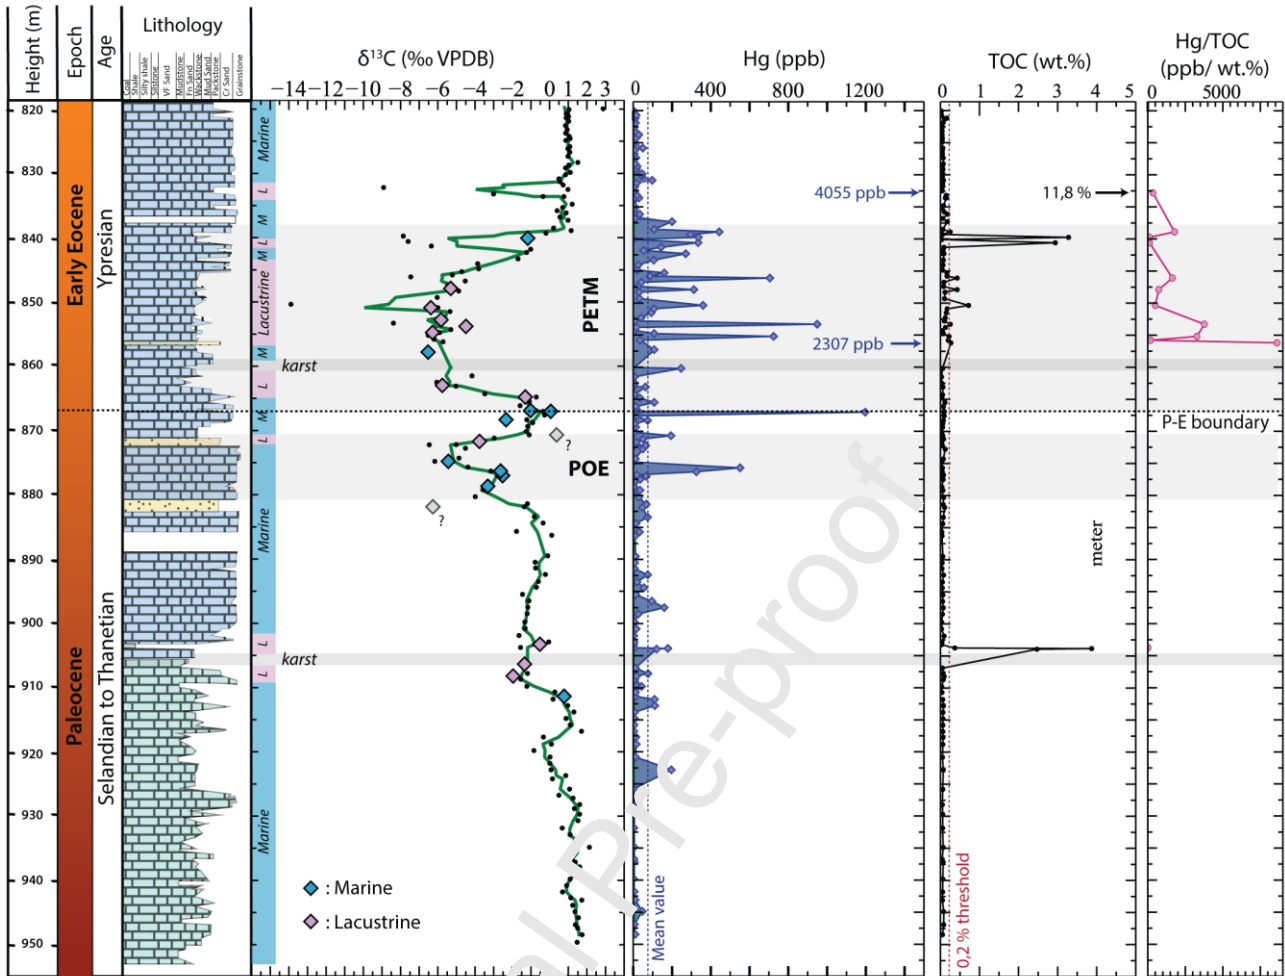 Height (m)
Epoch
Age
Lithology
Coal
Shale
Silty shale
Siltstone
VF Sand
Mudstone
Fn Sand
Wackstone
Mud Sand
Packstone
Cr Sand
Grainstone
δ13C (‰ VPDB)
−14 −12 −10 −8 −6 −4 −2 0 1 2 3
Hg (ppb)
0 400 800 1200
TOC (wt.%)
0 1 2 3 4 5
Hg/TOC
(ppb/ wt.%)
0 5000
820
830
840
850
860
870
880
890
900
910
920
930
940
950
Early Eocene
Paleocene
Ypresian
Selandian to Thanetian
Marine
L
M
L
M
Lacustrine
M
L
M
L
Marine
L
L
Marine
4055 ppb
11,8 %
PETM
2307 ppb
karst
P-E boundary
?
POE
?
meter
karst
: Marine
: Lacustrine
Mean value
0,2 % threshold
al Pre-proof